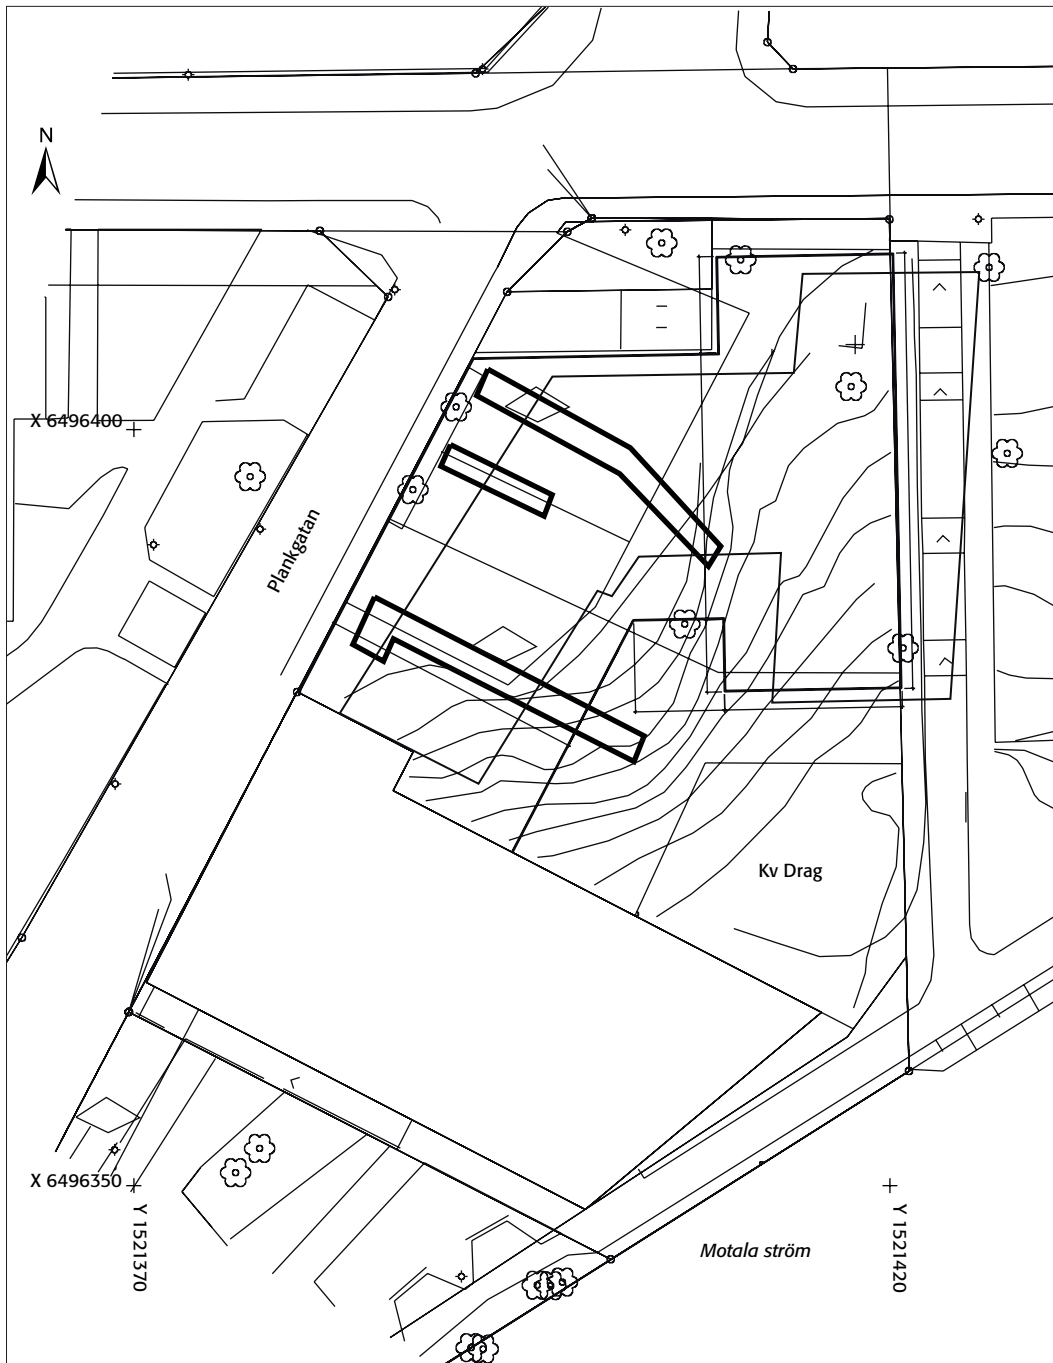 N
X 6496400
Plankgatan
Kv Drag
X 6496350
Y 1521370
Y 1521420
Motala ström